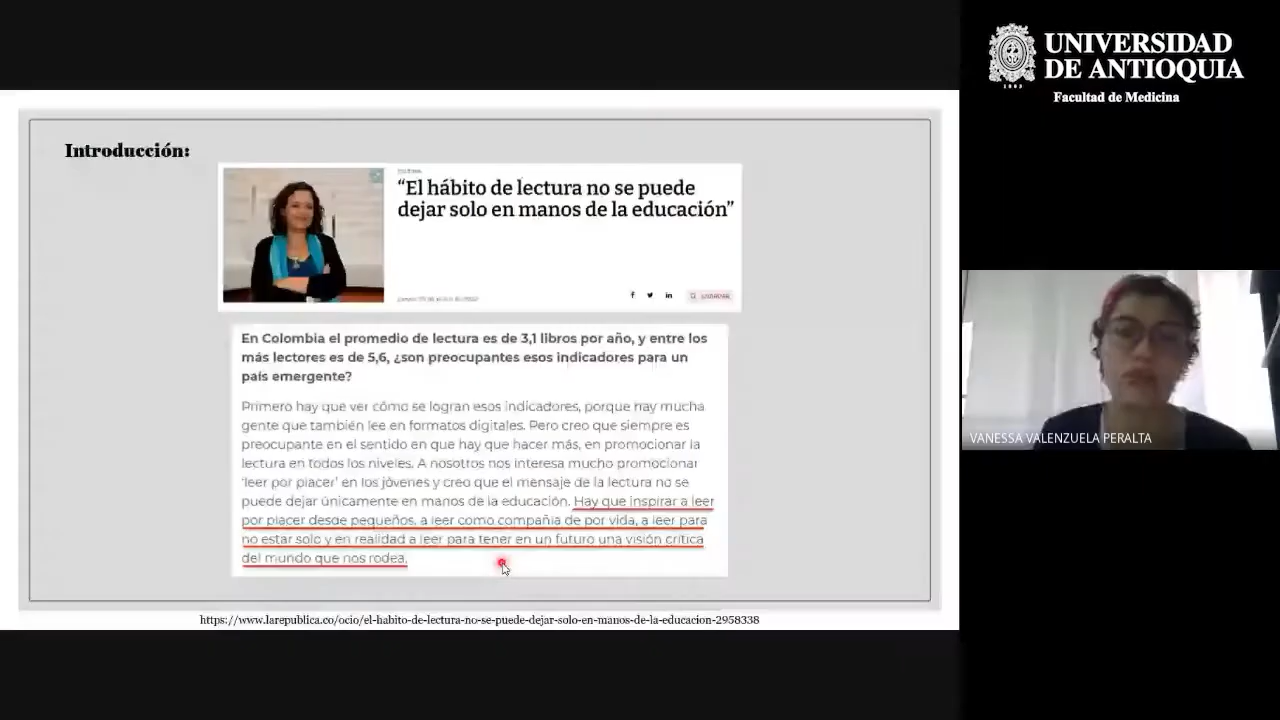 UNIVERSIDAD
DE ANTIOQUIA
1803
Facultad de Medicina
Introducción:
“El hábito de lectura no se puede
dejar solo en manos de la educación”
GUARDAR
En Colombia el promedio de lectura es de 3,1 libros por año, y entre los
más lectores es de 5,6, ¿son preocupantes esos indicadores para un
país emergente?
Primero hay que ver cómo se logran esos indicadores, porque hay mucha
gente que también lee en formatos digitales. Pero creo que siempre es
preocupante en el sentido en que hay que hacer más, en promocionar la
lectura en todos los niveles. A nosotros nos interesa mucho promocionar
‘leer por placer’ en los jóvenes y creo que el mensaje de la lectura no se
puede dejar únicamente en manos de la educación. Hay que inspirar a leer
por placer desde pequeños, a leer como compañía de por vida, a leer para
no estar solo y en realidad a leer para tener en un futuro una visión crítica
del mundo que nos rodea.
https://www.larepublica.co/ocio/el-habito-de-lectura-no-se-puede-dejar-solo-en-manos-de-la-educacion-2958338
VANESSA VALENZUELA PERALTA